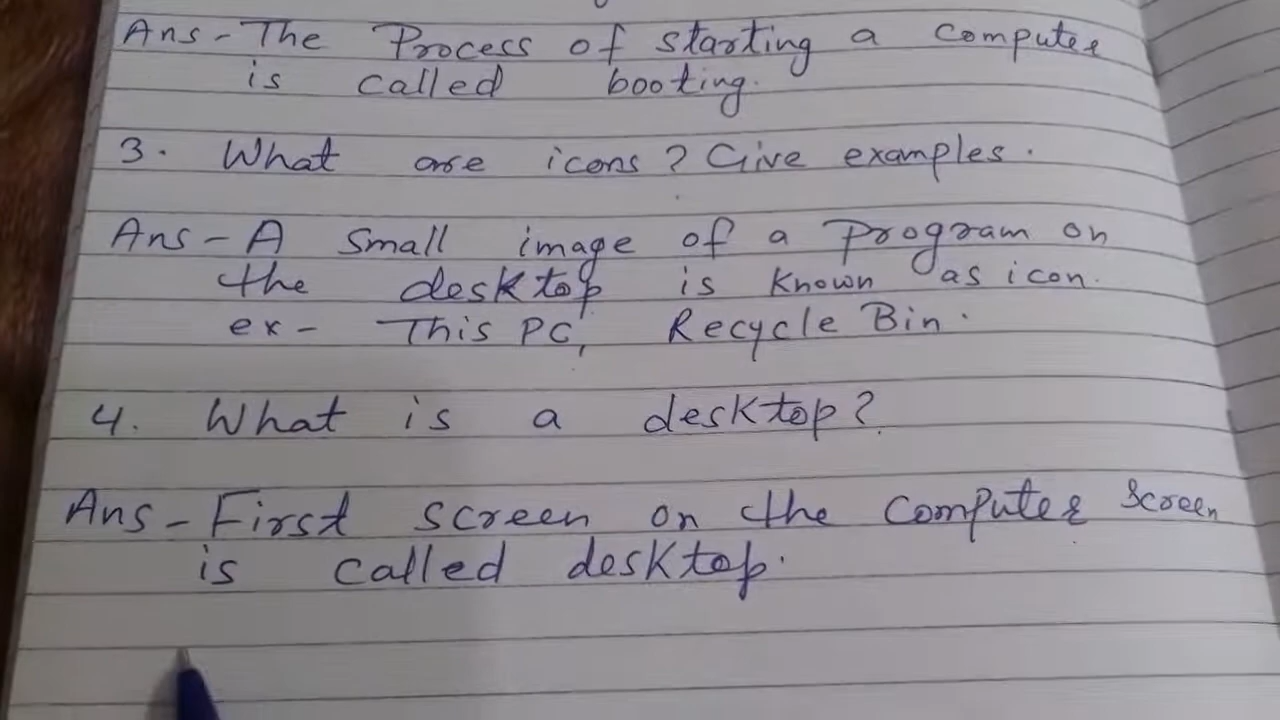 Ans - The Process of starting a computer
is called booting.
3. What are icons? Give examples.
Ans - A small image of a program on
the desktop is known as icon.
ex - This PC, Recycle Bin.
4. What is a desktop?
Ans - First screen on the computer screen
is called desktop.